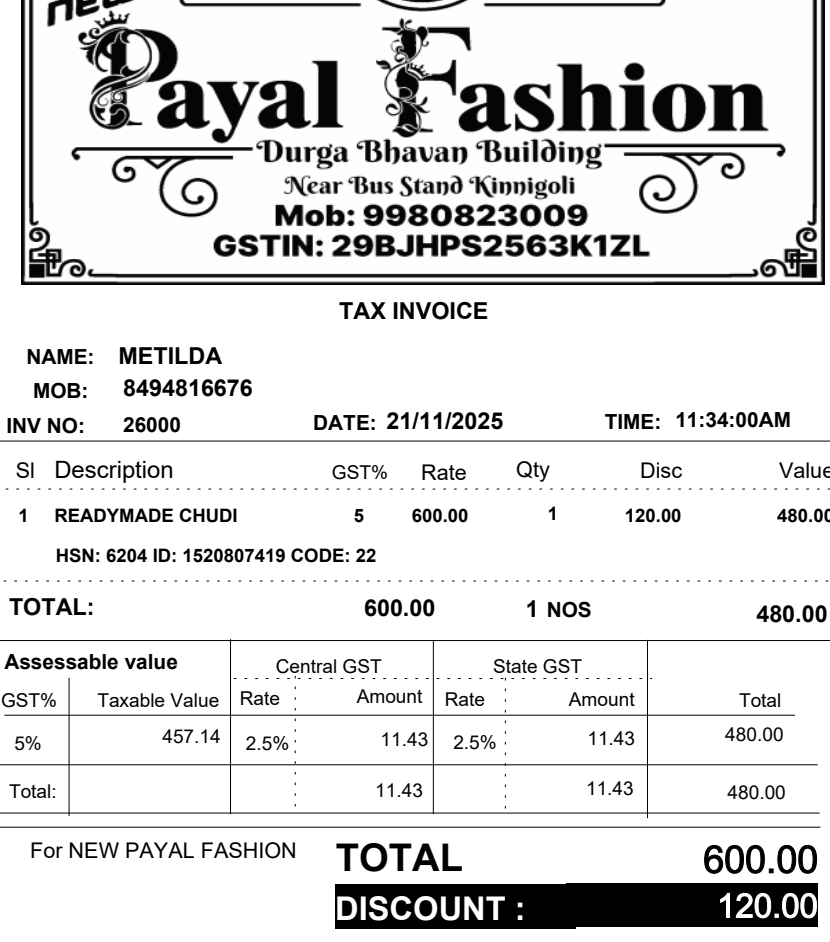 new
Payal Fashion
Durga Bhavan Building
Near Bus Stand Kinnigoli
Mob: 9980823009
GSTIN: 29BJHPS2563K1ZL
TAX INVOICE
NAME: METILDA
MOB: 8494816676
INV NO: 26000 DATE: 21/11/2025 TIME: 11:34:00AM
Sl Description GST% Rate Qty Disc Value
1 READYMADE CHUDI 5 600.00 1 120.00 480.00
HSN: 6204 ID: 1520807419 CODE: 22
TOTAL: 600.00 1 NOS 480.00
Assessable value Central GST State GST
GST% Taxable Value Rate Amount Rate Amount Total
5% 457.14 2.5% 11.43 2.5% 11.43 480.00
Total: 11.43 11.43 480.00
For NEW PAYAL FASHION TOTAL 600.00
DISCOUNT : 120.00